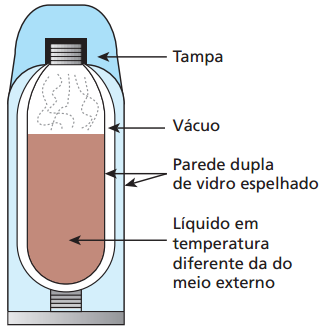 Tampa
Vácuo
Parede dupla
de vidro espelhado
Líquido em
temperatura
diferente da do
meio externo